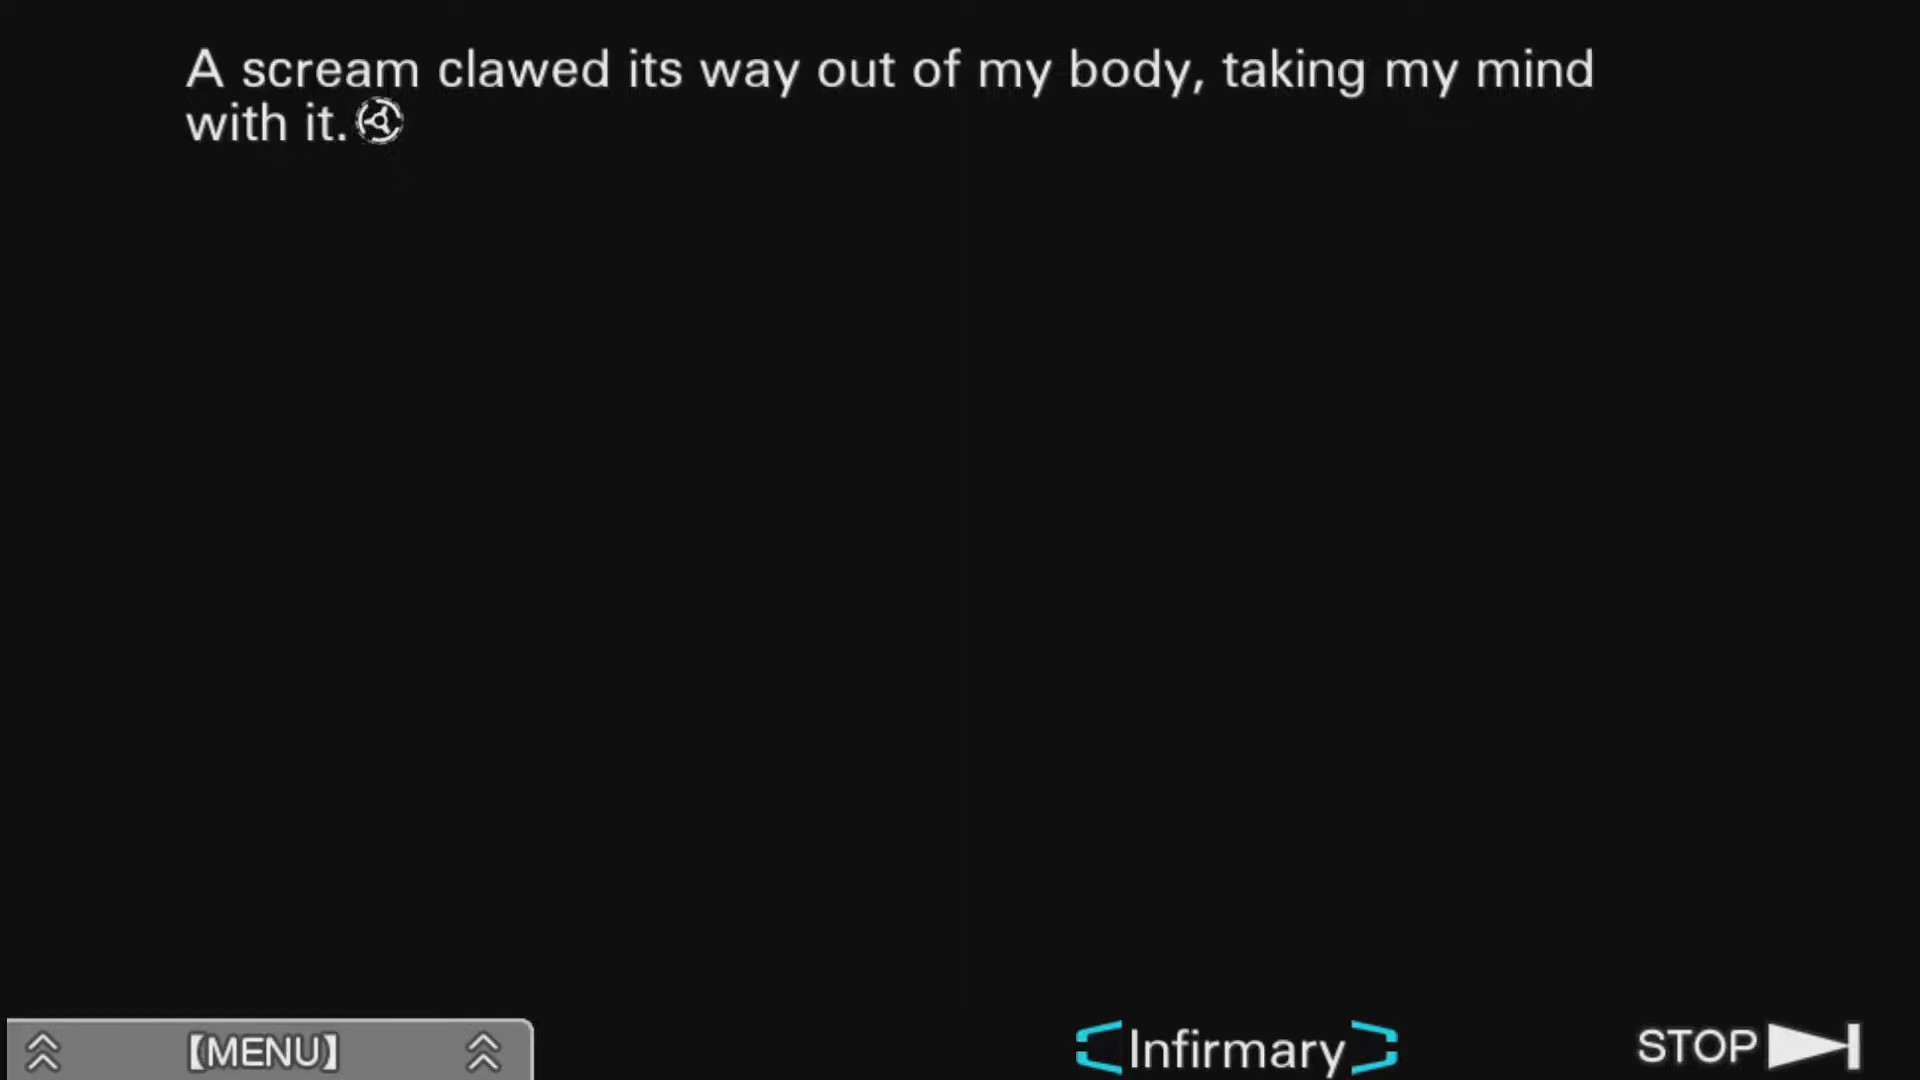 A scream clawed its way out of my body, taking my mind
with it.
【MENU】
Infirmary
STOP